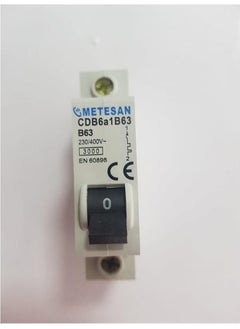 METESAN
CDB6a1B63
B63
230/400V~
3000
EN 60898
CE
0